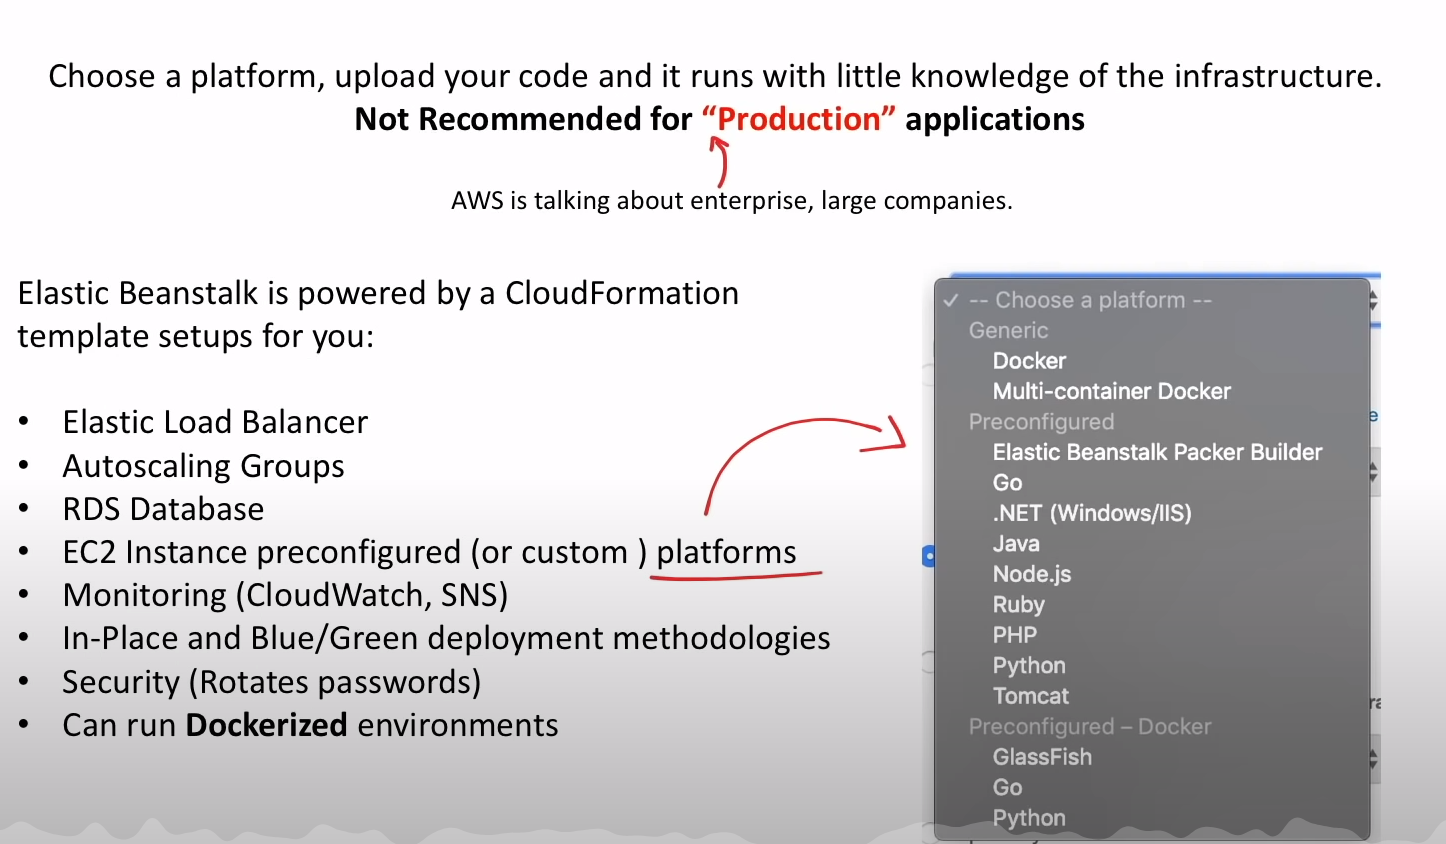 Choose a platform, upload your code and it runs with little knowledge of the infrastructure.
Not Recommended for “Production” applications
AWS is talking about enterprise, large companies.
Elastic Beanstalk is powered by a CloudFormation
template setups for you:
• Elastic Load Balancer
• Autoscaling Groups
• RDS Database
• EC2 Instance preconfigured (or custom ) platforms
• Monitoring (CloudWatch, SNS)
• In-Place and Blue/Green deployment methodologies
• Security (Rotates passwords)
• Can run Dockerized environments
✓ -- Choose a platform --
Generic
Docker
Multi-container Docker
Preconfigured
Elastic Beanstalk Packer Builder
Go
.NET (Windows/IIS)
Java
Node.js
Ruby
PHP
Python
Tomcat
Preconfigured – Docker
GlassFish
Go
Python